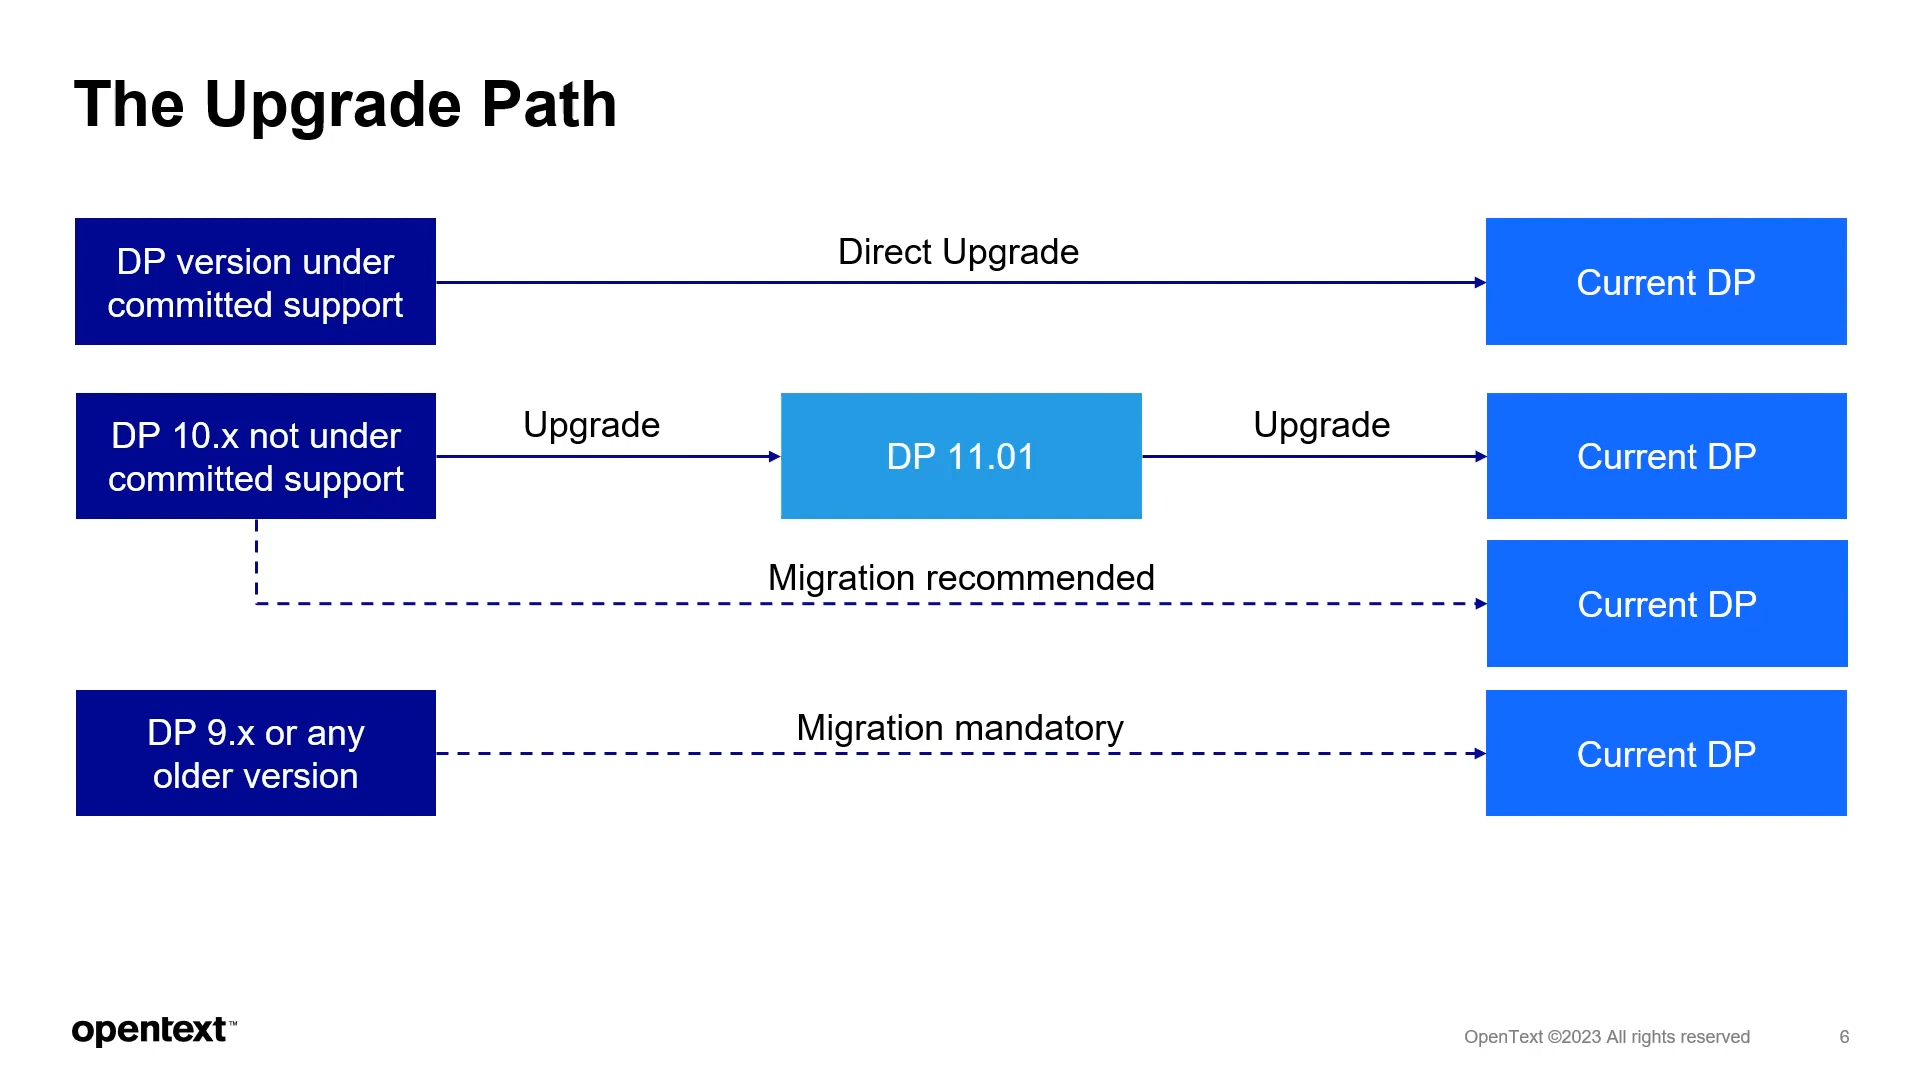 The Upgrade Path
DP version under
committed support
Direct Upgrade
Current DP
DP 10.x not under
committed support
Upgrade
DP 11.01
Upgrade
Current DP
Migration recommended
Current DP
DP 9.x or any
older version
Migration mandatory
Current DP
opentext™
OpenText ©2023 All rights reserved
6